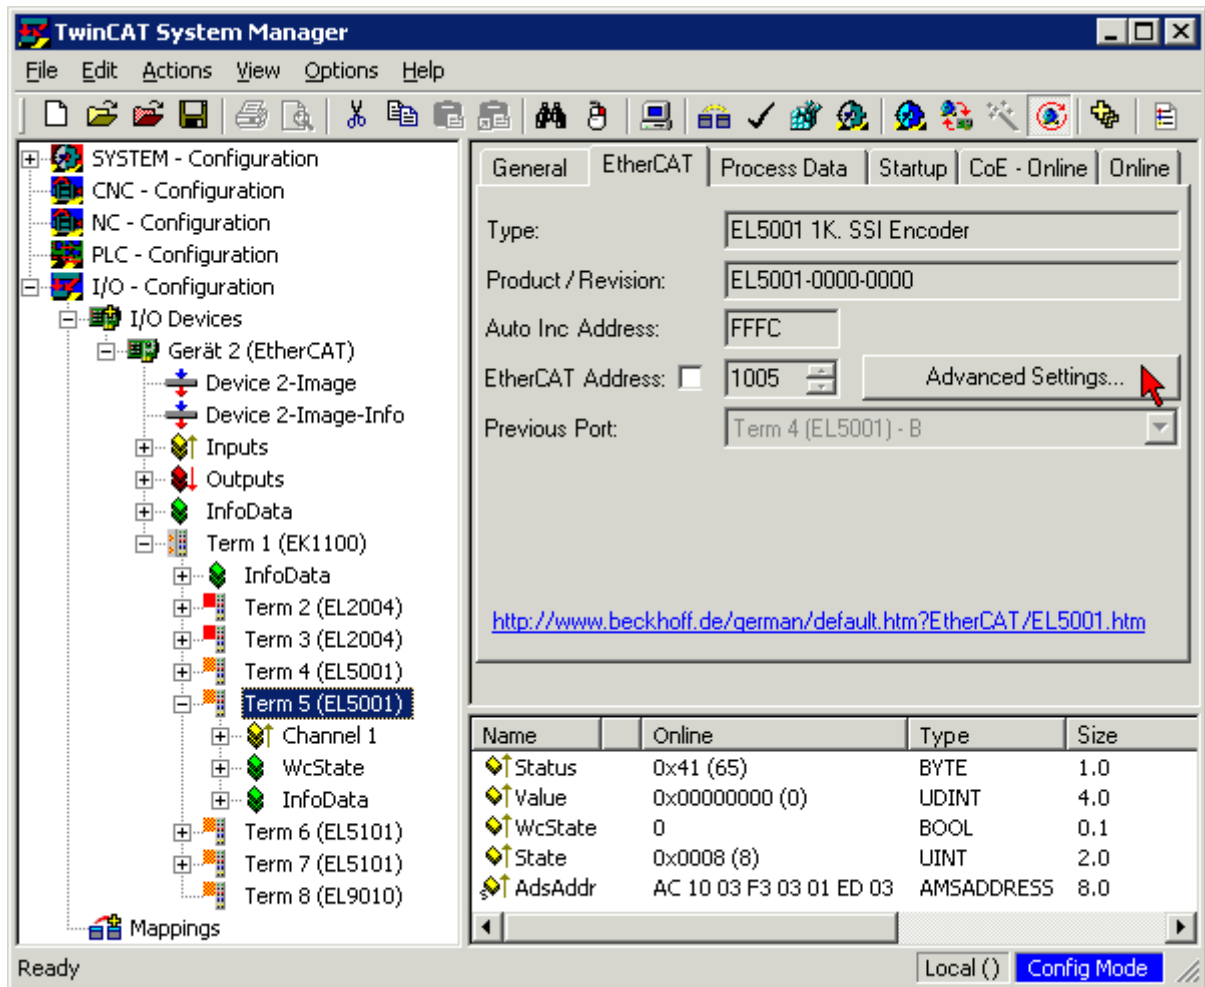 TwinCAT System Manager
File Edit Actions View Options Help
SYSTEM - Configuration
CNC - Configuration
NC - Configuration
PLC - Configuration
I/O - Configuration
I/O Devices
Gerät 2 (EtherCAT)
Device 2-Image
Device 2-Image-Info
Inputs
Outputs
InfoData
Term 1 (EK1100)
InfoData
Term 2 (EL2004)
Term 3 (EL2004)
Term 4 (EL5001)
Term 5 (EL5001)
Channel 1
WcState
InfoData
Term 6 (EL5101)
Term 7 (EL5101)
Term 8 (EL9010)
Mappings
General EtherCAT Process Data Startup CoE - Online Online
Type: EL5001 1K. SSI Encoder
Product / Revision: EL5001-0000-0000
Auto Inc Address: FFFC
EtherCAT Address: 1005 Advanced Settings...
Previous Port: Term 4 (EL5001) - B
http://www.beckhoff.de/german/default.htm?EtherCAT/EL5001.htm
Name Online Type Size
Status 0x41 (65) BYTE 1.0
Value 0x00000000 (0) UDINT 4.0
WcState 0 BOOL 0.1
State 0x0008 (8) UINT 2.0
AdsAddr AC 10 03 F3 03 01 ED 03 AMSADDRESS 8.0
Ready Local () Config Mode